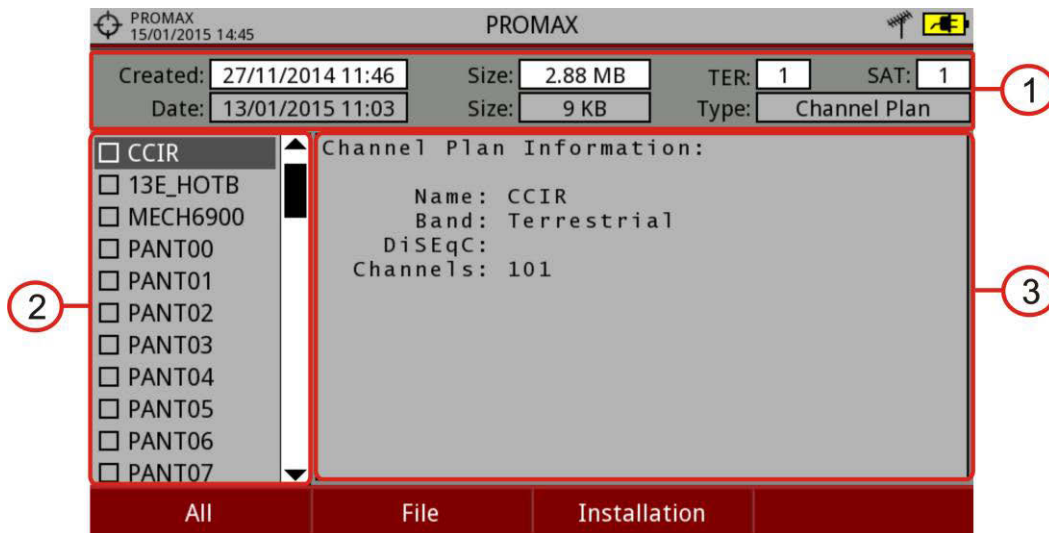 PROMAX
15/01/2015 14:45
PROMAX
Created: 27/11/2014 11:46 Size: 2.88 MB TER: 1 SAT: 1
Date: 13/01/2015 11:03 Size: 9 KB Type: Channel Plan
1
CCIR
13E_HOTB
MECH6900
PANT00
PANT01
PANT02
PANT03
PANT04
PANT05
PANT06
PANT07
2
Channel Plan Information:
Name: CCIR
Band: Terrestrial
DiSEqC:
Channels: 101
3
All File Installation